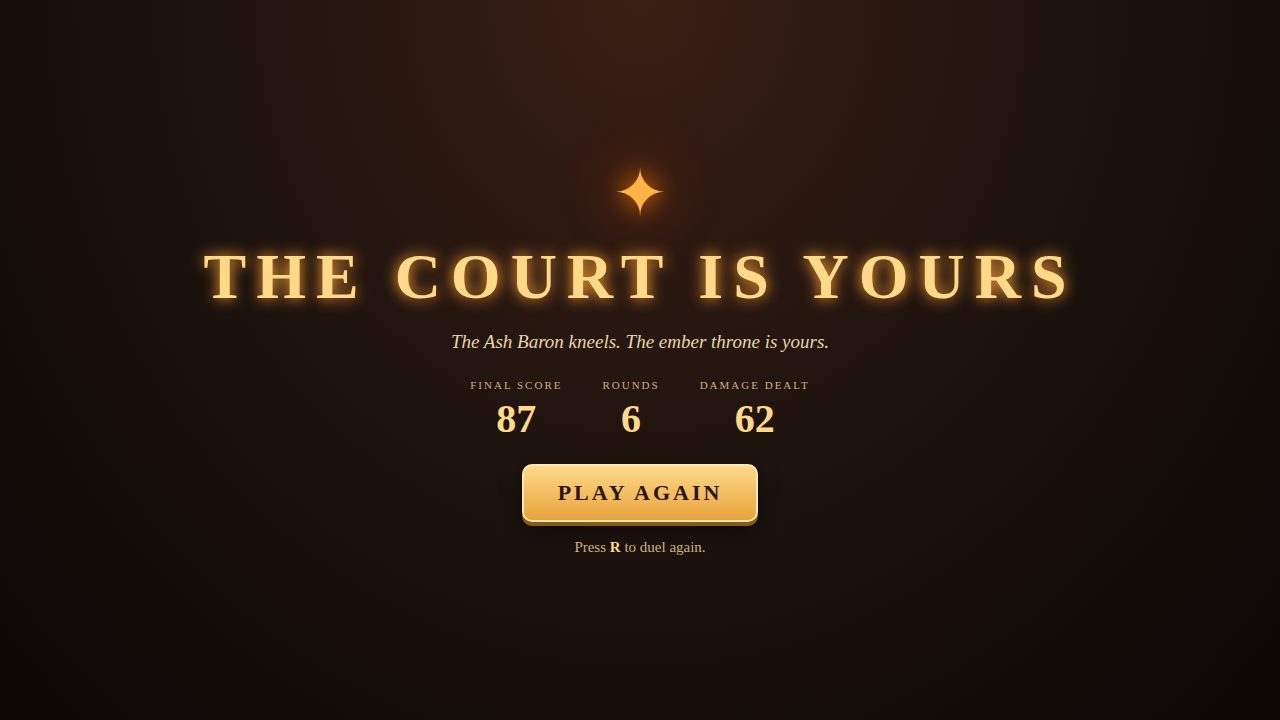 THE COURT IS YOURS
The Ash Baron kneels. The ember throne is yours.
FINAL SCORE ROUNDS DAMAGE DEALT
87 6 62
PLAY AGAIN
Press R to duel again.